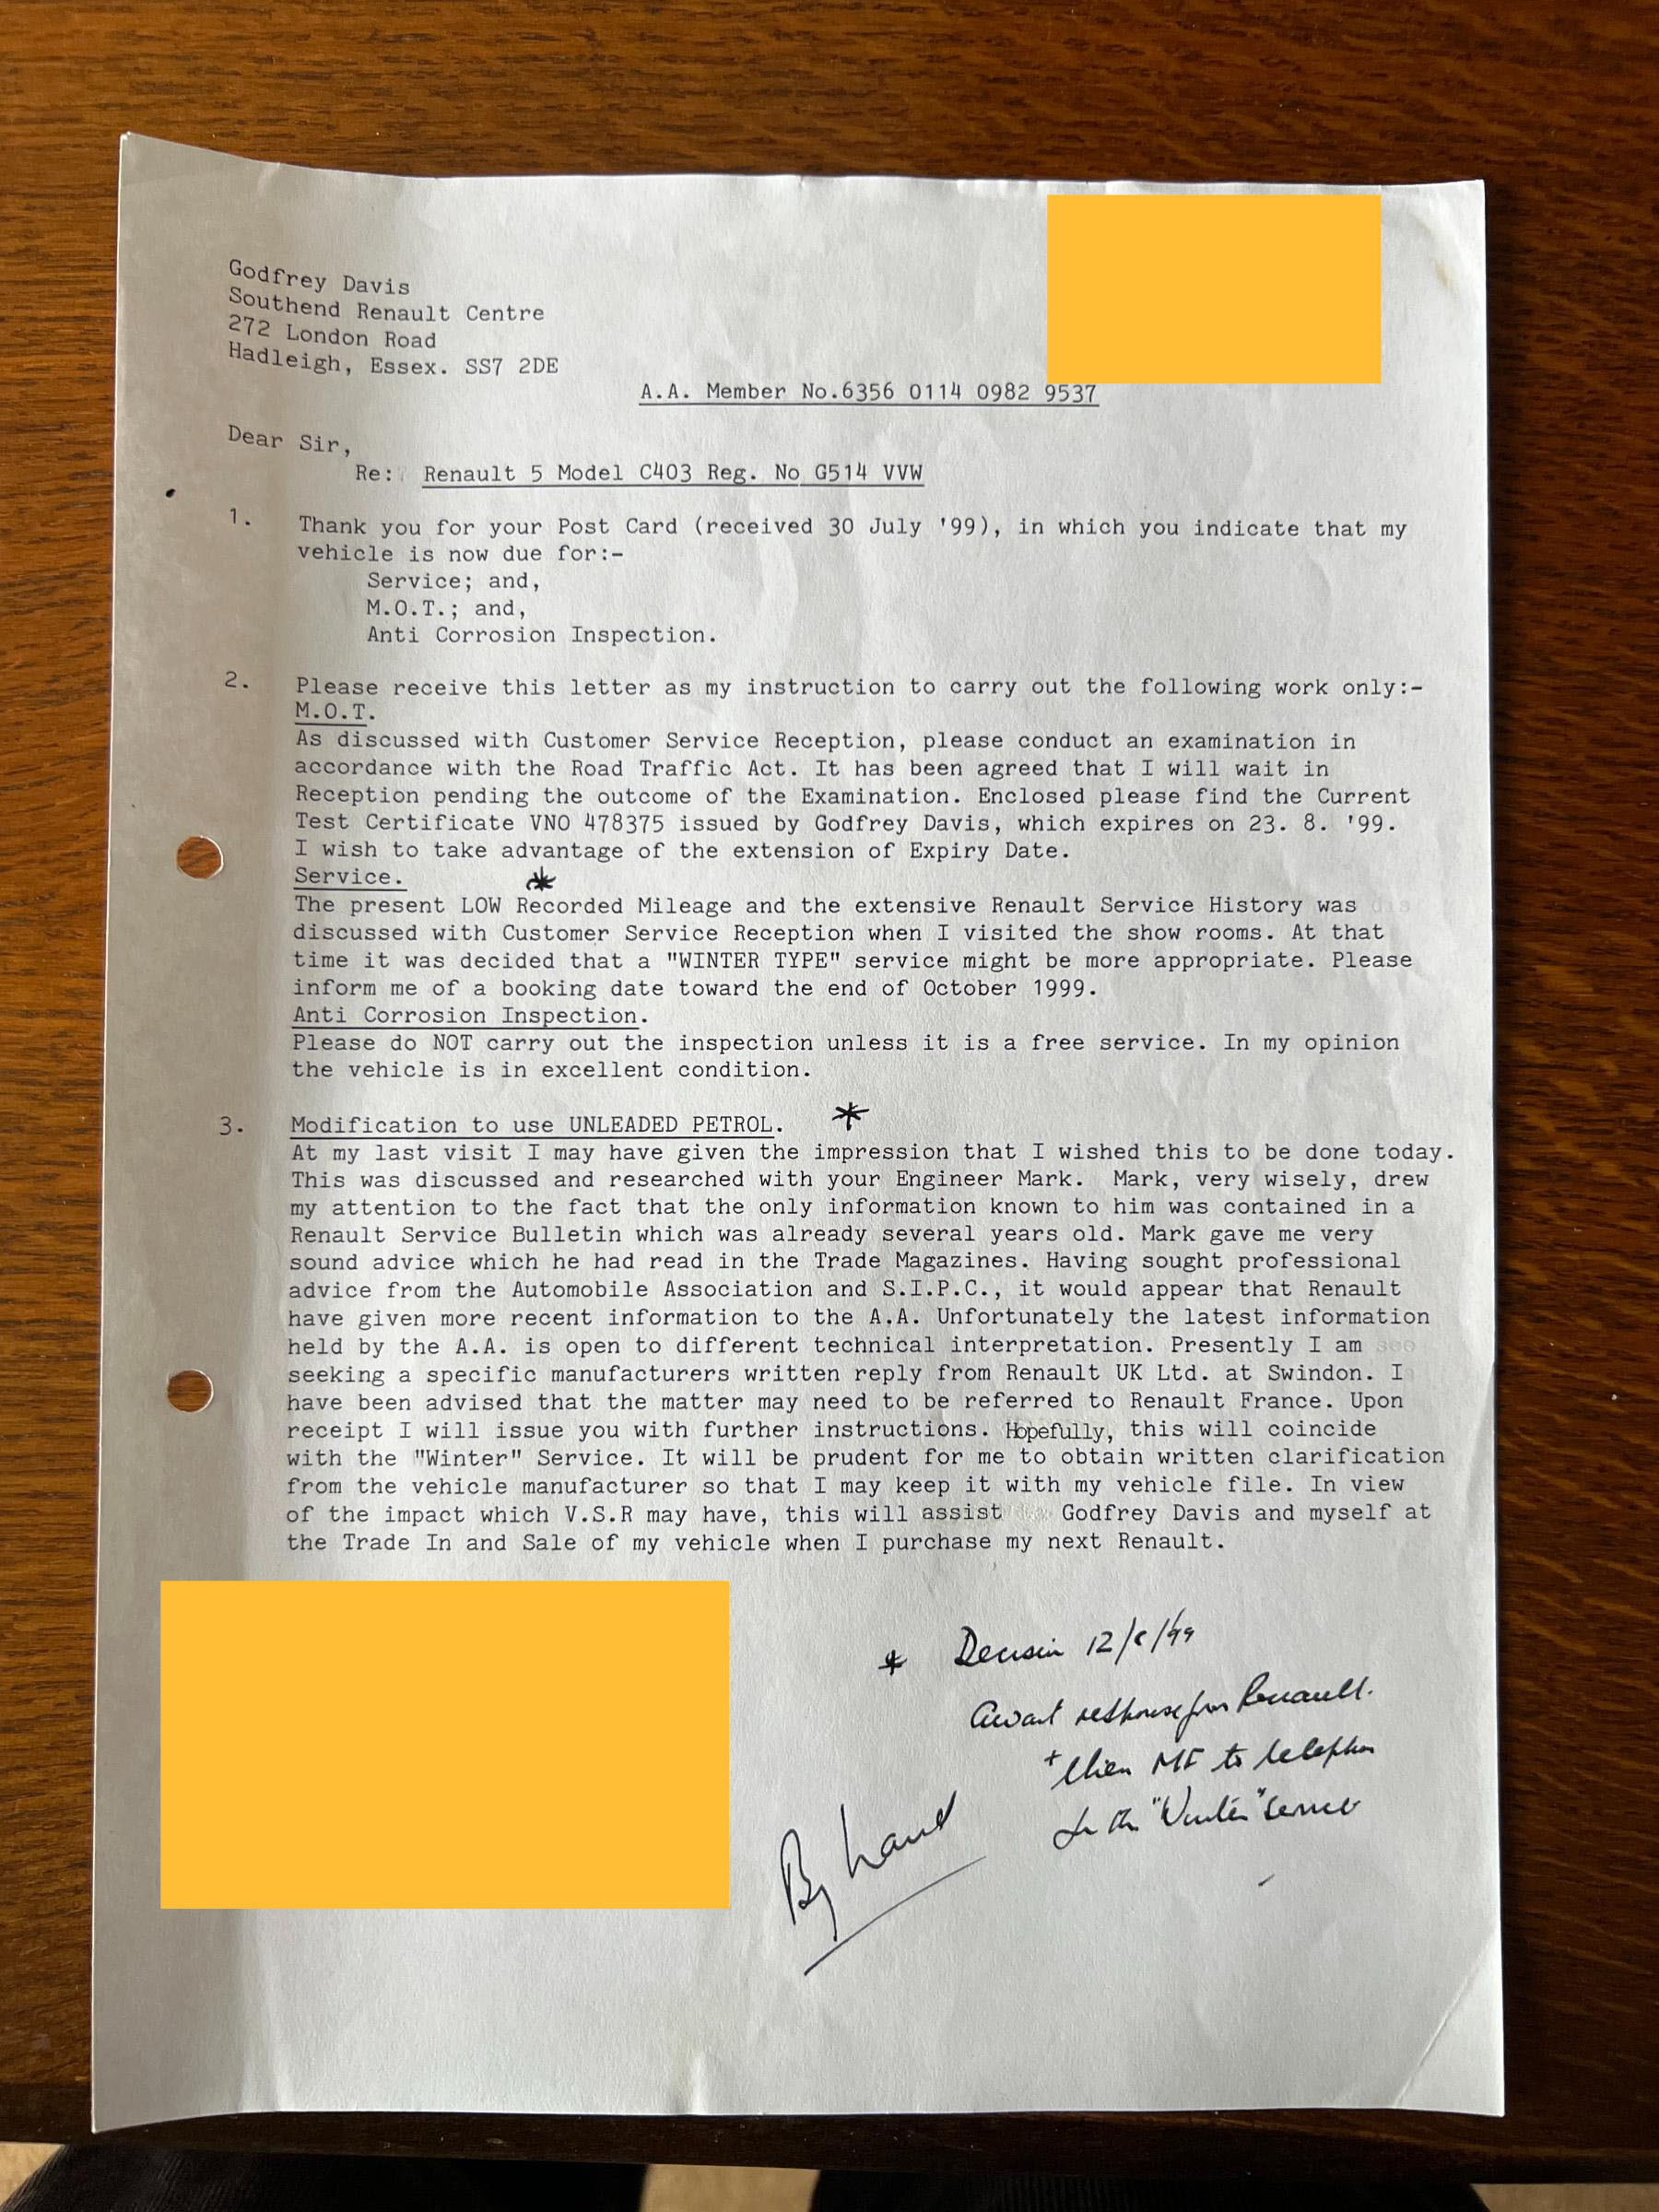 Godfrey Davis
Southend Renault Centre
272 London Road
Hadleigh, Essex. SS7 2DE
A.A. Member No.6356 0114 0982 9537
Dear Sir,
Re: Renault 5 Model C403 Reg. No G514 VVW
1. Thank you for your Post Card (received 30 July '99), in which you indicate that my
vehicle is now due for:-
Service; and,
M.O.T.; and,
Anti Corrosion Inspection.
2. Please receive this letter as my instruction to carry out the following work only:-
M.O.T.
As discussed with Customer Service Reception, please conduct an examination in
accordance with the Road Traffic Act. It has been agreed that I will wait in
Reception pending the outcome of the Examination. Enclosed please find the Current
Test Certificate VNO 478375 issued by Godfrey Davis, which expires on 23. 8. '99.
I wish to take advantage of the extension of Expiry Date.
Service. *
The present LOW Recorded Mileage and the extensive Renault Service History was
discussed with Customer Service Reception when I visited the show rooms. At that
time it was decided that a "WINTER TYPE" service might be more appropriate. Please
inform me of a booking date toward the end of October 1999.
Anti Corrosion Inspection.
Please do NOT carry out the inspection unless it is a free service. In my opinion
the vehicle is in excellent condition.
3. Modification to use UNLEADED PETROL. *
At my last visit I may have given the impression that I wished this to be done today.
This was discussed and researched with your Engineer Mark. Mark, very wisely, drew
my attention to the fact that the only information known to him was contained in a
Renault Service Bulletin which was already several years old. Mark gave me very
sound advice which he had read in the Trade Magazines. Having sought professional
advice from the Automobile Association and S.I.P.C., it would appear that Renault
have given more recent information to the A.A. Unfortunately the latest information
held by the A.A. is open to different technical interpretation. Presently I am
seeking a specific manufacturers written reply from Renault UK Ltd. at Swindon. I
have been advised that the matter may need to be referred to Renault France. Upon
receipt I will issue you with further instructions. Hopefully, this will coincide
with the "Winter" Service. It will be prudent for me to obtain written clarification
from the vehicle manufacturer so that I may keep it with my vehicle file. In view
of the impact which V.S.R may have, this will assist Godfrey Davis and myself at
the Trade In and Sale of my vehicle when I purchase my next Renault.
* Decision 12/8/99
Await response from Renault.
+ then to telephone
for the "Winter" Service
By hand